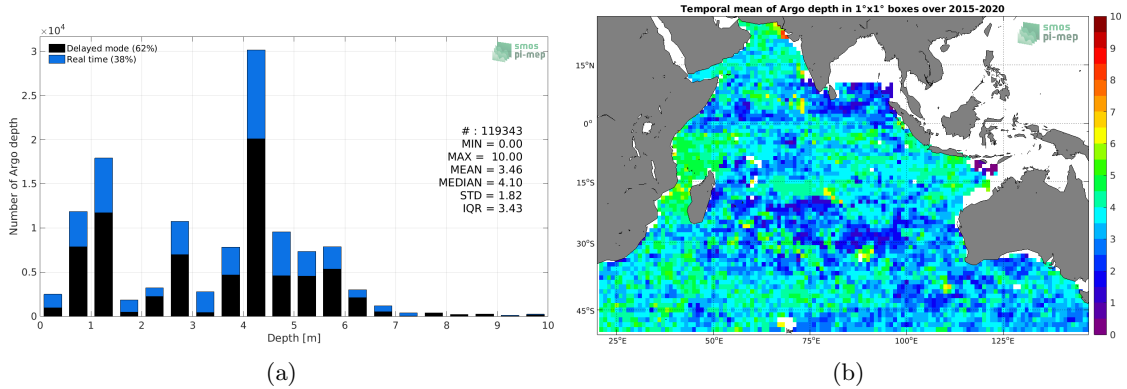 ×10⁴
Delayed mode (62%)
Real time (38%)
smos
pi-mep
# : 119343
MIN = 0.00
MAX = 10.00
MEAN = 3.46
MEDIAN = 4.10
STD = 1.82
IQR = 3.43
Number of Argo depth
3
2.5
2
1.5
1
0.5
0
0 1 2 3 4 5 6 7 8 9 10
Depth [m]
(a)
Temporal mean of Argo depth in 1°x1° boxes over 2015-2020
smos
pi-mep
15°N
0°
15°S
30°S
45°S
25°E 50°E 75°E 100°E 125°E
10
9
8
7
6
5
4
3
2
1
0
(b)